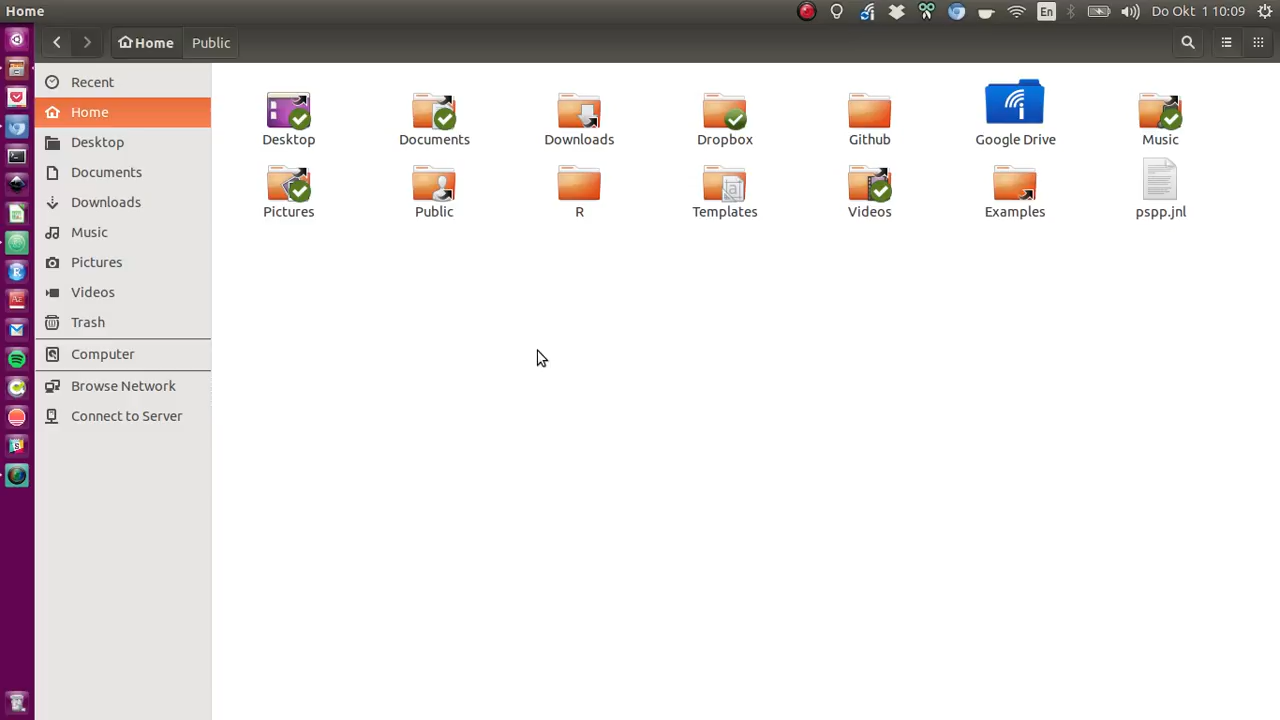 Home
En
Do Okt 1 10:09
Home Public
Recent
Home
Desktop
Documents
Downloads
Music
Pictures
Videos
Trash
Computer
Browse Network
Connect to Server
Desktop Documents Downloads Dropbox Github Google Drive Music
Pictures Public R Templates Videos Examples pspp.jnl